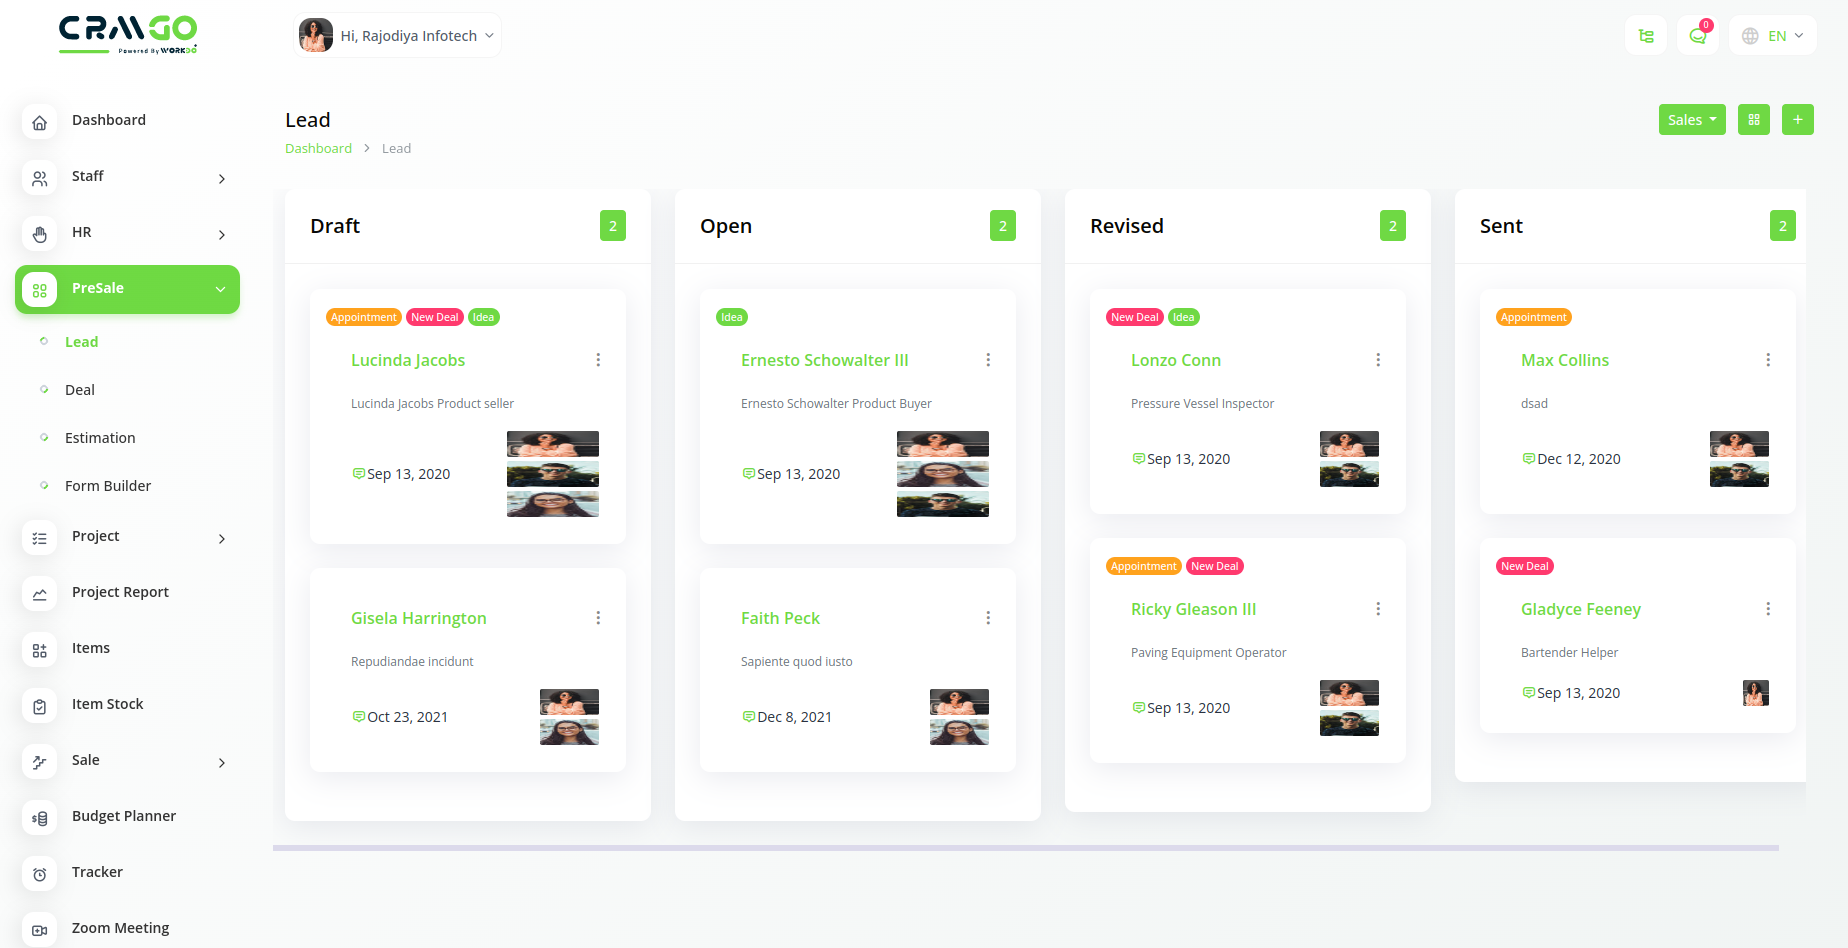 CRMGO
Powered By WORKDO
Hi, Rajodiya Infotech
0
EN
Dashboard
Staff
HR
PreSale
Lead
Deal
Estimation
Form Builder
Project
Project Report
Items
Item Stock
Sale
Budget Planner
Tracker
Zoom Meeting
Lead
Dashboard > Lead
Sales
Draft
2
Appointment New Deal Idea
Lucinda Jacobs
Lucinda Jacobs Product seller
Sep 13, 2020
Gisela Harrington
Repudiandae incidunt
Oct 23, 2021
Open
2
Idea
Ernesto Schowalter III
Ernesto Schowalter Product Buyer
Sep 13, 2020
Faith Peck
Sapiente quod iusto
Dec 8, 2021
Revised
2
New Deal Idea
Lonzo Conn
Pressure Vessel Inspector
Sep 13, 2020
Appointment New Deal
Ricky Gleason III
Paving Equipment Operator
Sep 13, 2020
Sent
2
Appointment
Max Collins
dsad
Dec 12, 2020
New Deal
Gladyce Feeney
Bartender Helper
Sep 13, 2020